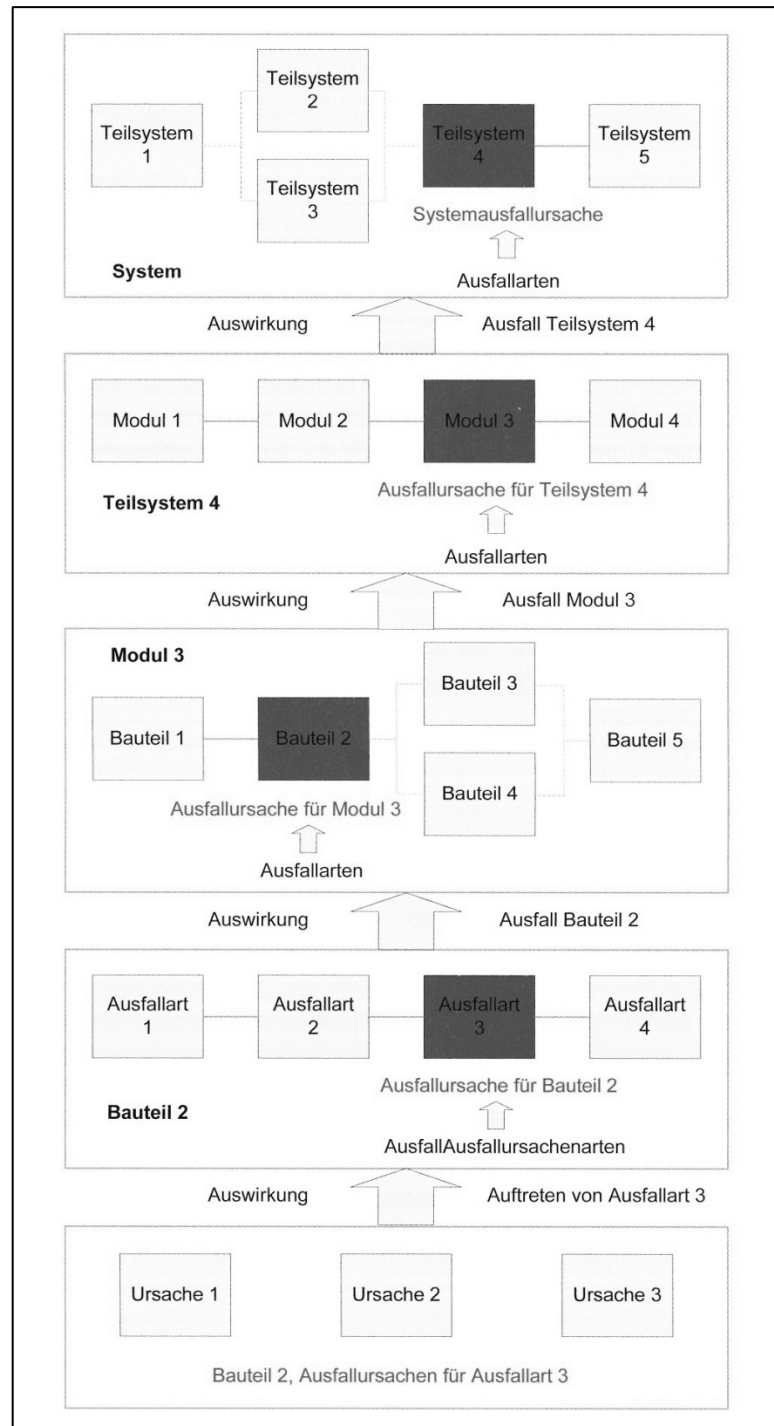 Teilsystem
1
Teilsystem
2
Teilsystem
3
Teilsystem
4
Teilsystem
5
Systemausfallursache
System
Ausfallarten
Auswirkung
Ausfall Teilsystem 4
Modul 1
Modul 2
Modul 3
Modul 4
Ausfallursache für Teilsystem 4
Teilsystem 4
Ausfallarten
Auswirkung
Ausfall Modul 3
Modul 3
Bauteil 1
Bauteil 2
Bauteil 3
Bauteil 4
Bauteil 5
Ausfallursache für Modul 3
Ausfallarten
Auswirkung
Ausfall Bauteil 2
Ausfallart
1
Ausfallart
2
Ausfallart
3
Ausfallart
4
Ausfallursache für Bauteil 2
Bauteil 2
AusfallAusfallursachenarten
Auswirkung
Auftreten von Ausfallart 3
Ursache 1
Ursache 2
Ursache 3
Bauteil 2, Ausfallursachen für Ausfallart 3